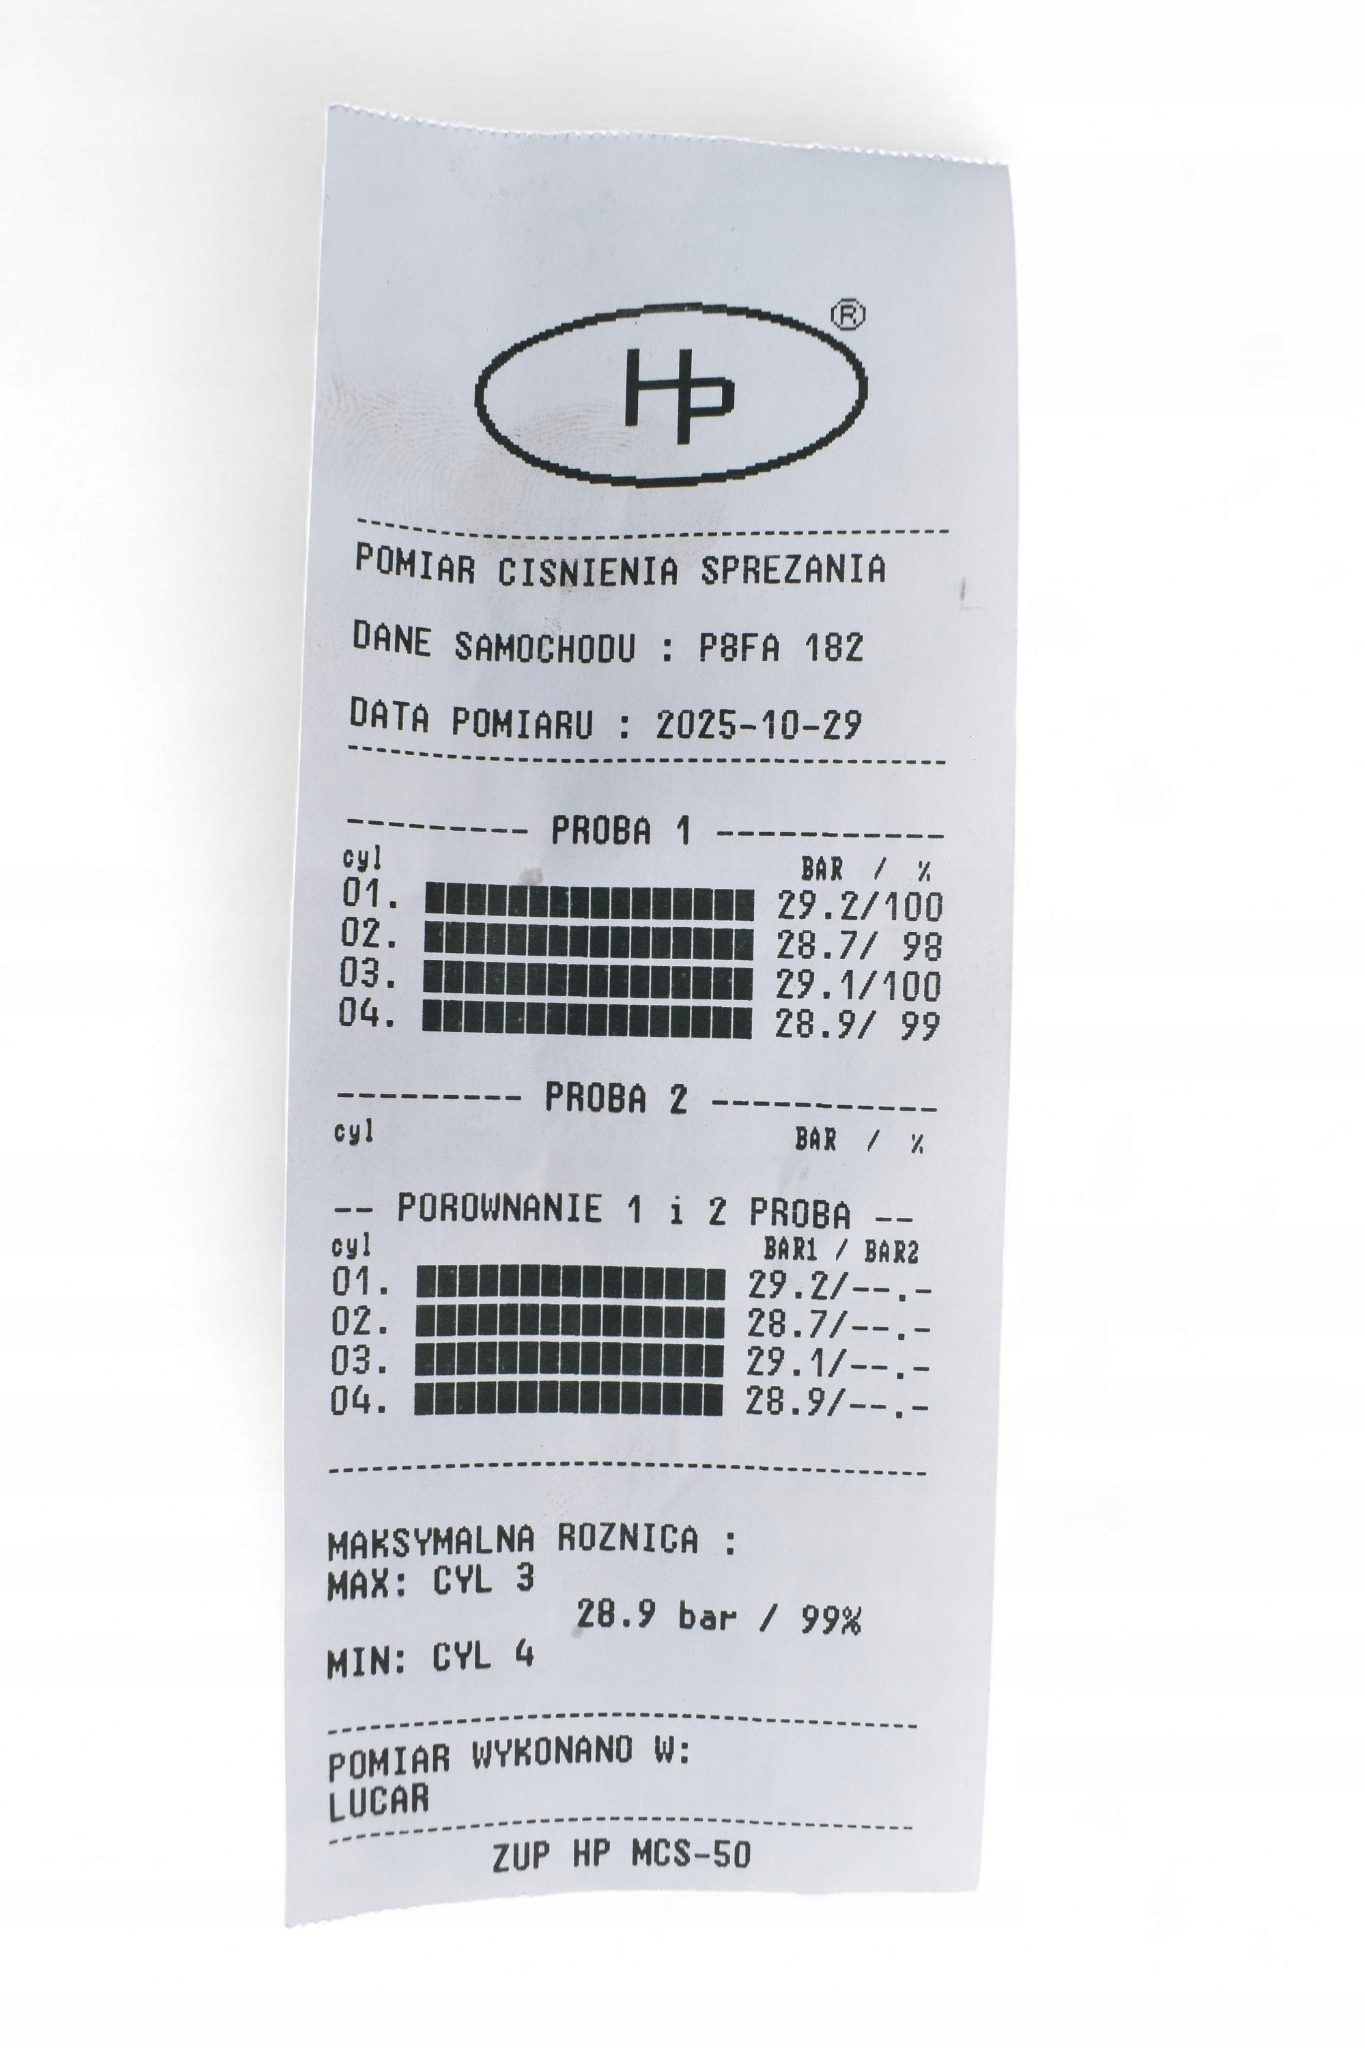 HP ®
POMIAR CISNIENIA SPREZANIA
DANE SAMOCHODU : P8FA 182
DATA POMIARU : 2025-10-29
--------- PROBA 1 -----------
cyl BAR / %
01. 29.2/100
02. 28.7/ 98
03. 29.1/100
04. 28.9/ 99
--------- PROBA 2 -----------
cyl BAR / %
-- POROWNANIE 1 i 2 PROBA --
cyl BAR1 / BAR2
01. 29.2/--.-
02. 28.7/--.-
03. 29.1/--.-
04. 28.9/--.-
MAKSYMALNA ROZNICA :
MAX: CYL 3
28.9 bar / 99%
MIN: CYL 4
POMIAR WYKONANO W:
LUCAR
ZUP HP MCS-50